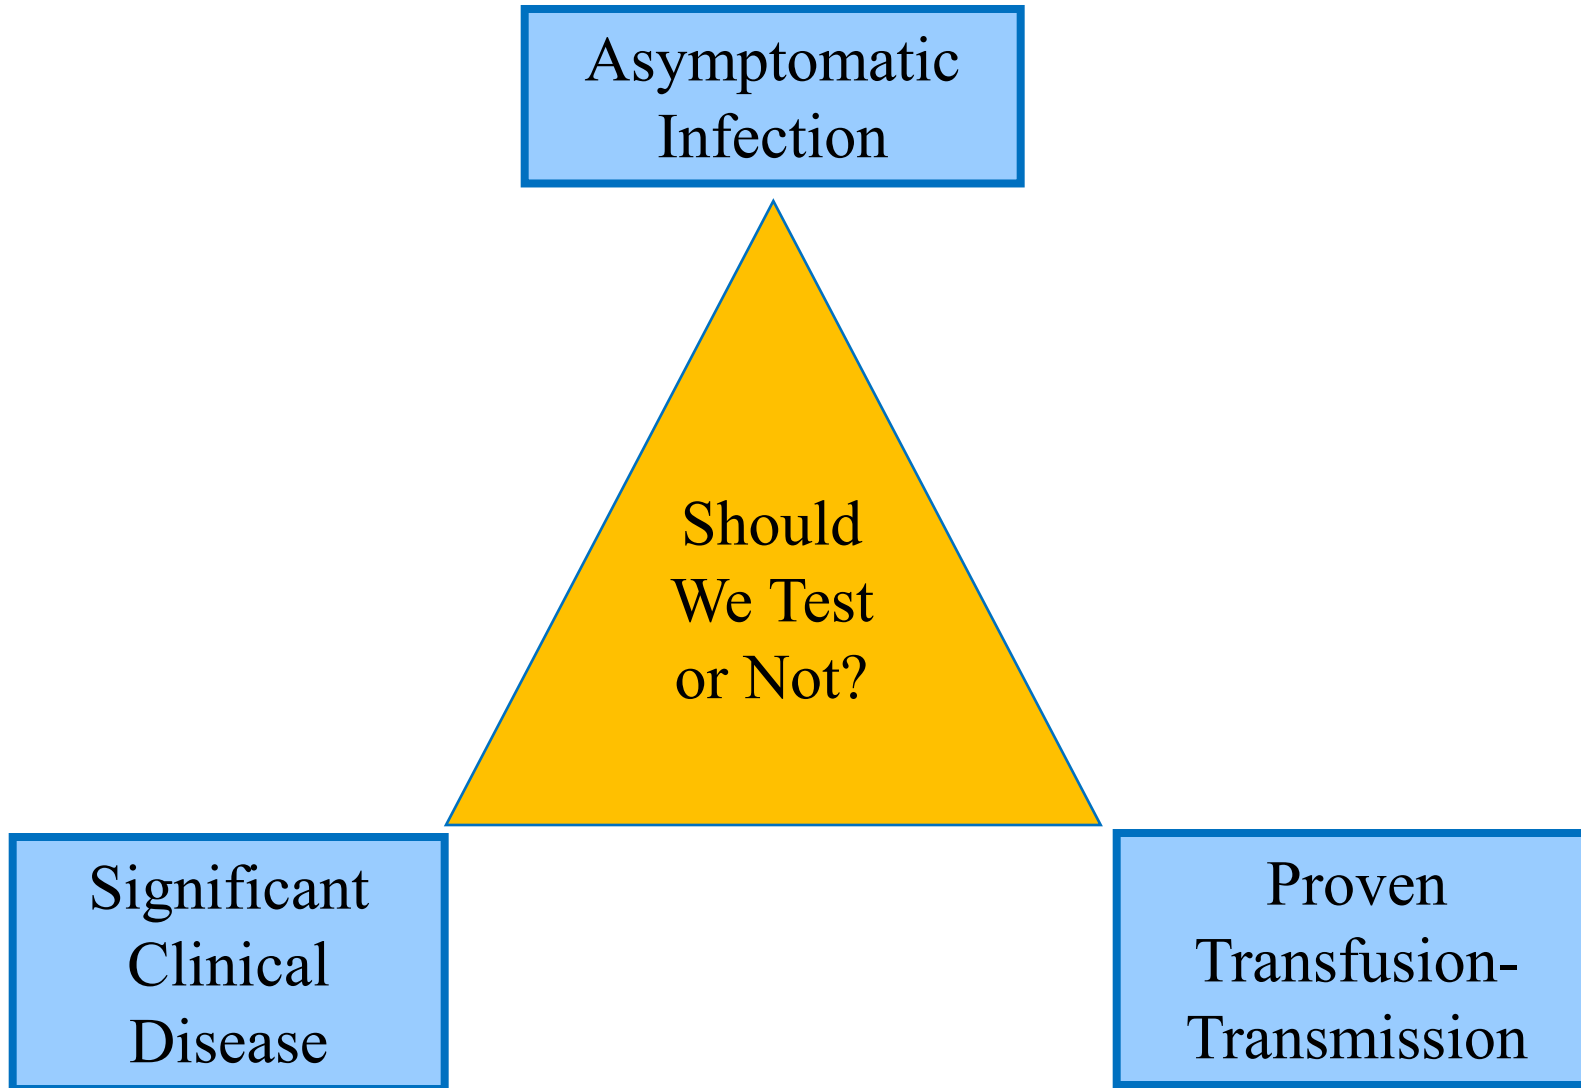 Asymptomatic
Infection
Should
We Test
or Not?
Significant
Clinical
Disease
Proven
Transfusion-
Transmission